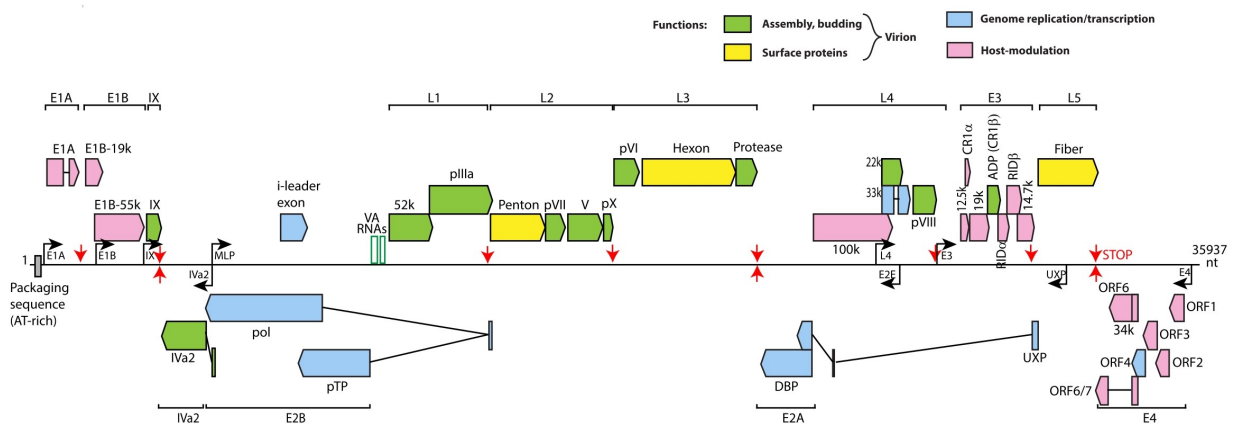 Functions:
Assembly, budding
Surface proteins
Virion
Genome replication/transcription
Host-modulation
E1A E1B IX L1 L2 L3 L4 E3 L5
E1A E1B-19k
pVI Hexon Protease
22k
CR1α
ADP (CR1β)
RIDβ
Fiber
i-leader
exon
pIIIa
33k
pVIII
12.5k
19k
14.7k
E1B-55k IX
VA
RNAs
52k
Penton pVII V pX
100k
RIDα
1
E1A E1B IX MLP
L4 E3
STOP
35937
nt
IVa2
E2E
UXP
E4
Packaging
sequence
(AT-rich)
pol
ORF6
34k
ORF1
ORF3
IVa2
pTP
DBP
UXP
ORF4
ORF2
ORF6/7
IVa2 E2B E2A E4